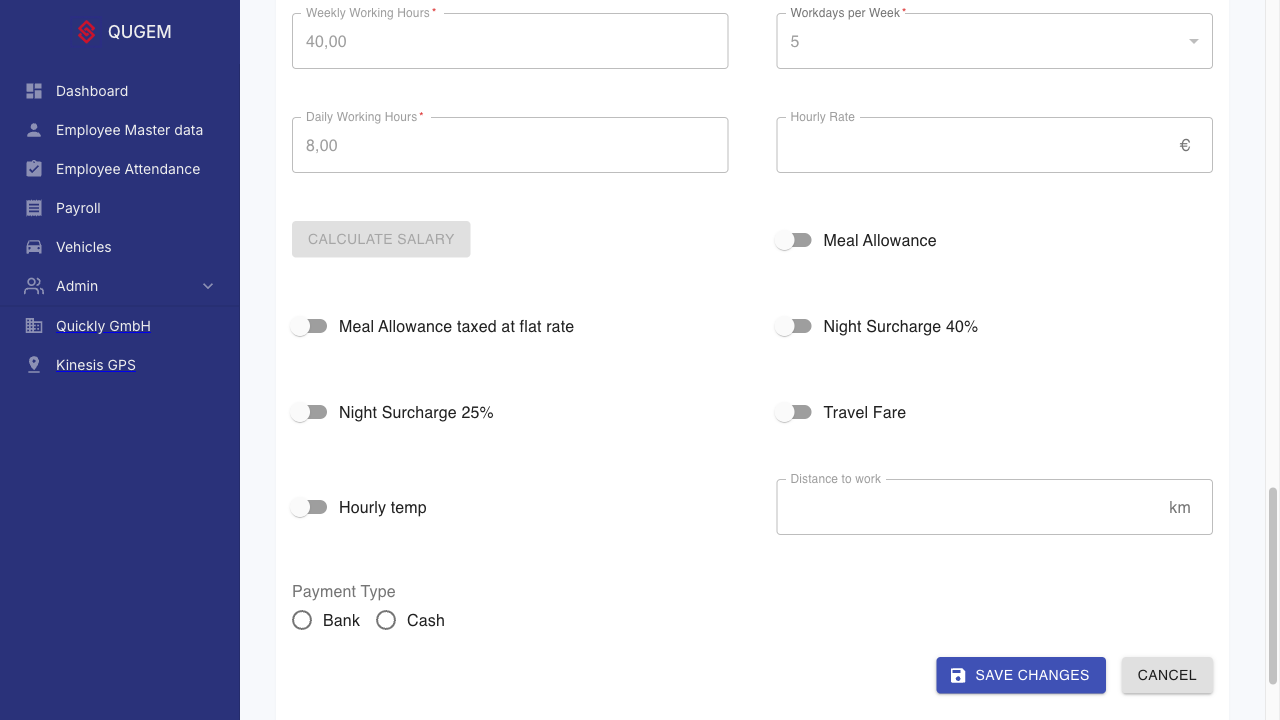 QUGEM
Dashboard
Employee Master data
Employee Attendance
Payroll
Vehicles
Admin
Quickly GmbH
Kinesis GPS
Weekly Working Hours *
40,00
Workdays per Week *
5
Daily Working Hours *
8,00
Hourly Rate
€
CALCULATE SALARY
Meal Allowance
Meal Allowance taxed at flat rate
Night Surcharge 40%
Night Surcharge 25%
Travel Fare
Hourly temp
Distance to work
km
Payment Type
Bank
Cash
SAVE CHANGES
CANCEL